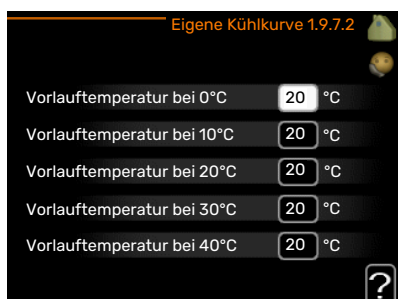 Eigene Kühlkurve 1.9.7.2
Vorlauftemperatur bei 0°C 20 °C
Vorlauftemperatur bei 10°C 20 °C
Vorlauftemperatur bei 20°C 20 °C
Vorlauftemperatur bei 30°C 20 °C
Vorlauftemperatur bei 40°C 20 °C
?